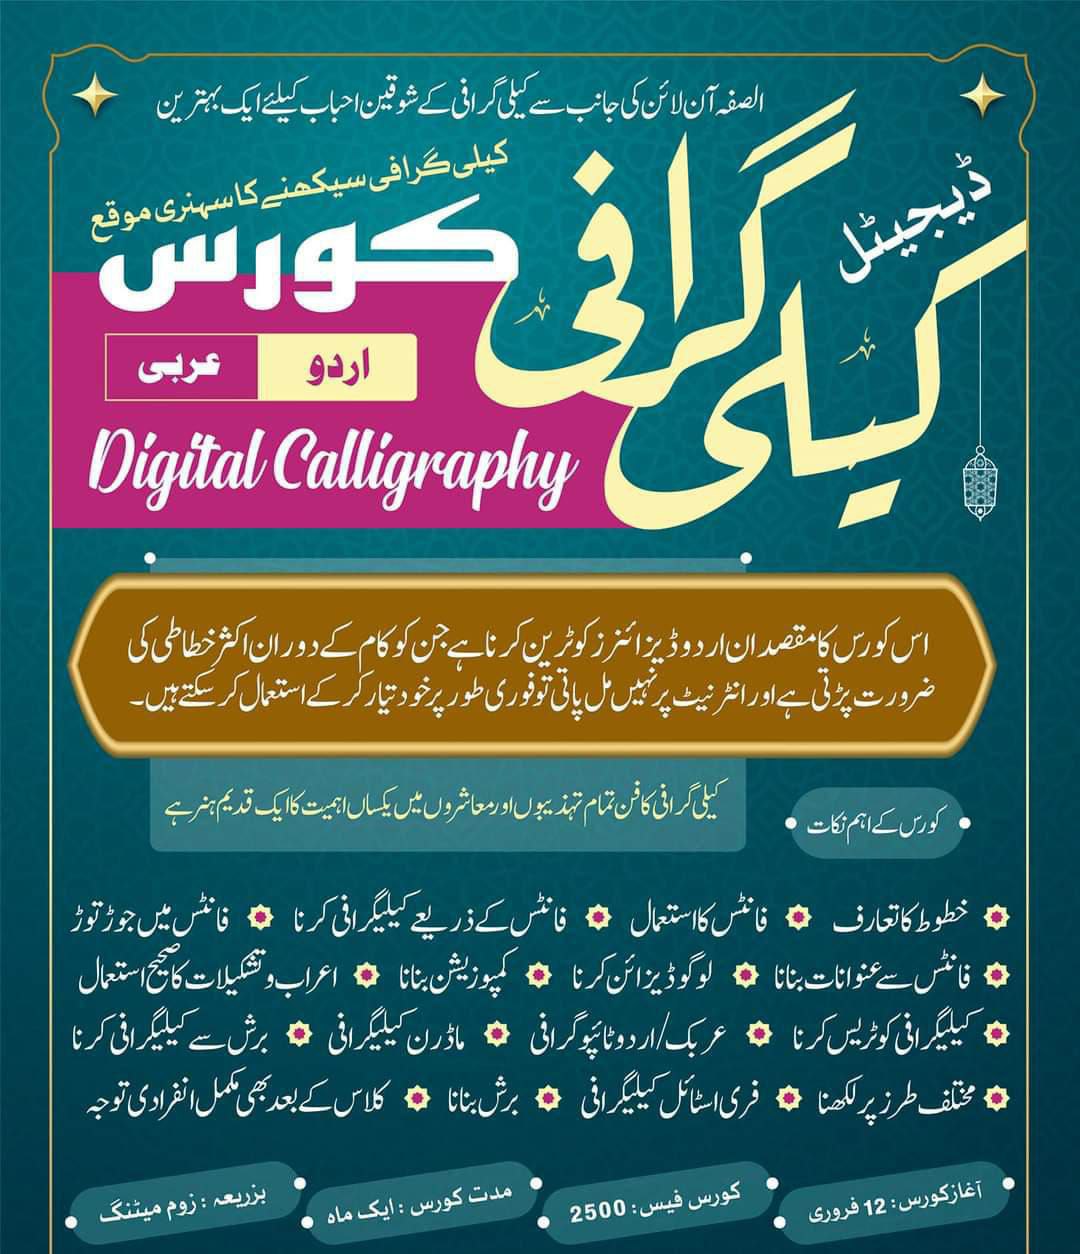 الصفہ آن لائن کی جانب سے کیلی گرافی کے شوقین احباب کیلئے ایک بہترین
ڈیجیٹل
کیلی گرافی
کیلی گرافی سیکھنے کا سہنری موقع
کورس
اردو
عربی
Digital Calligraphy
اس کورس کا مقصد ان اردو ڈیزائنرز کو ٹرین کرنا ہے جن کو کام کے دوران اکثر خطاطی کی
ضرورت پڑتی ہے اور انٹرنیٹ پر نہیں مل پاتی تو فوری طور پر خود تیار کر کے استعمال کر سکتے ہیں۔
کیلی گرافی کا فن تمام تہذیبوں اور معاشروں میں یکساں اہمیت کا ایک قدیم ہنر ہے
کورس کے اہم نکات
خطوط کا تعارف فانٹس کا استعمال فانٹس کے ذریعے کیلیگرافی کرنا فانٹس میں جوڑ توڑ
فانٹس سے عنوانات بنانا لوگو ڈیزائن کرنا کمپوزیشن بنانا اعراب و تشکیلات کا صحیح استعمال
کیلیگرافی کو ٹریس کرنا عربک/اردو ٹائپوگرافی ماڈرن کیلیگرافی برش سے کیلیگرافی کرنا
مختلف طرز پر لکھنا فری اسٹائل کیلیگرافی برش بنانا کلاس کے بعد بھی مکمل انفرادی توجہ
آغاز کورس: 12 فروری
کورس فیس: 2500
مدت کورس: ایک ماہ
بزریعہ: زوم میٹنگ